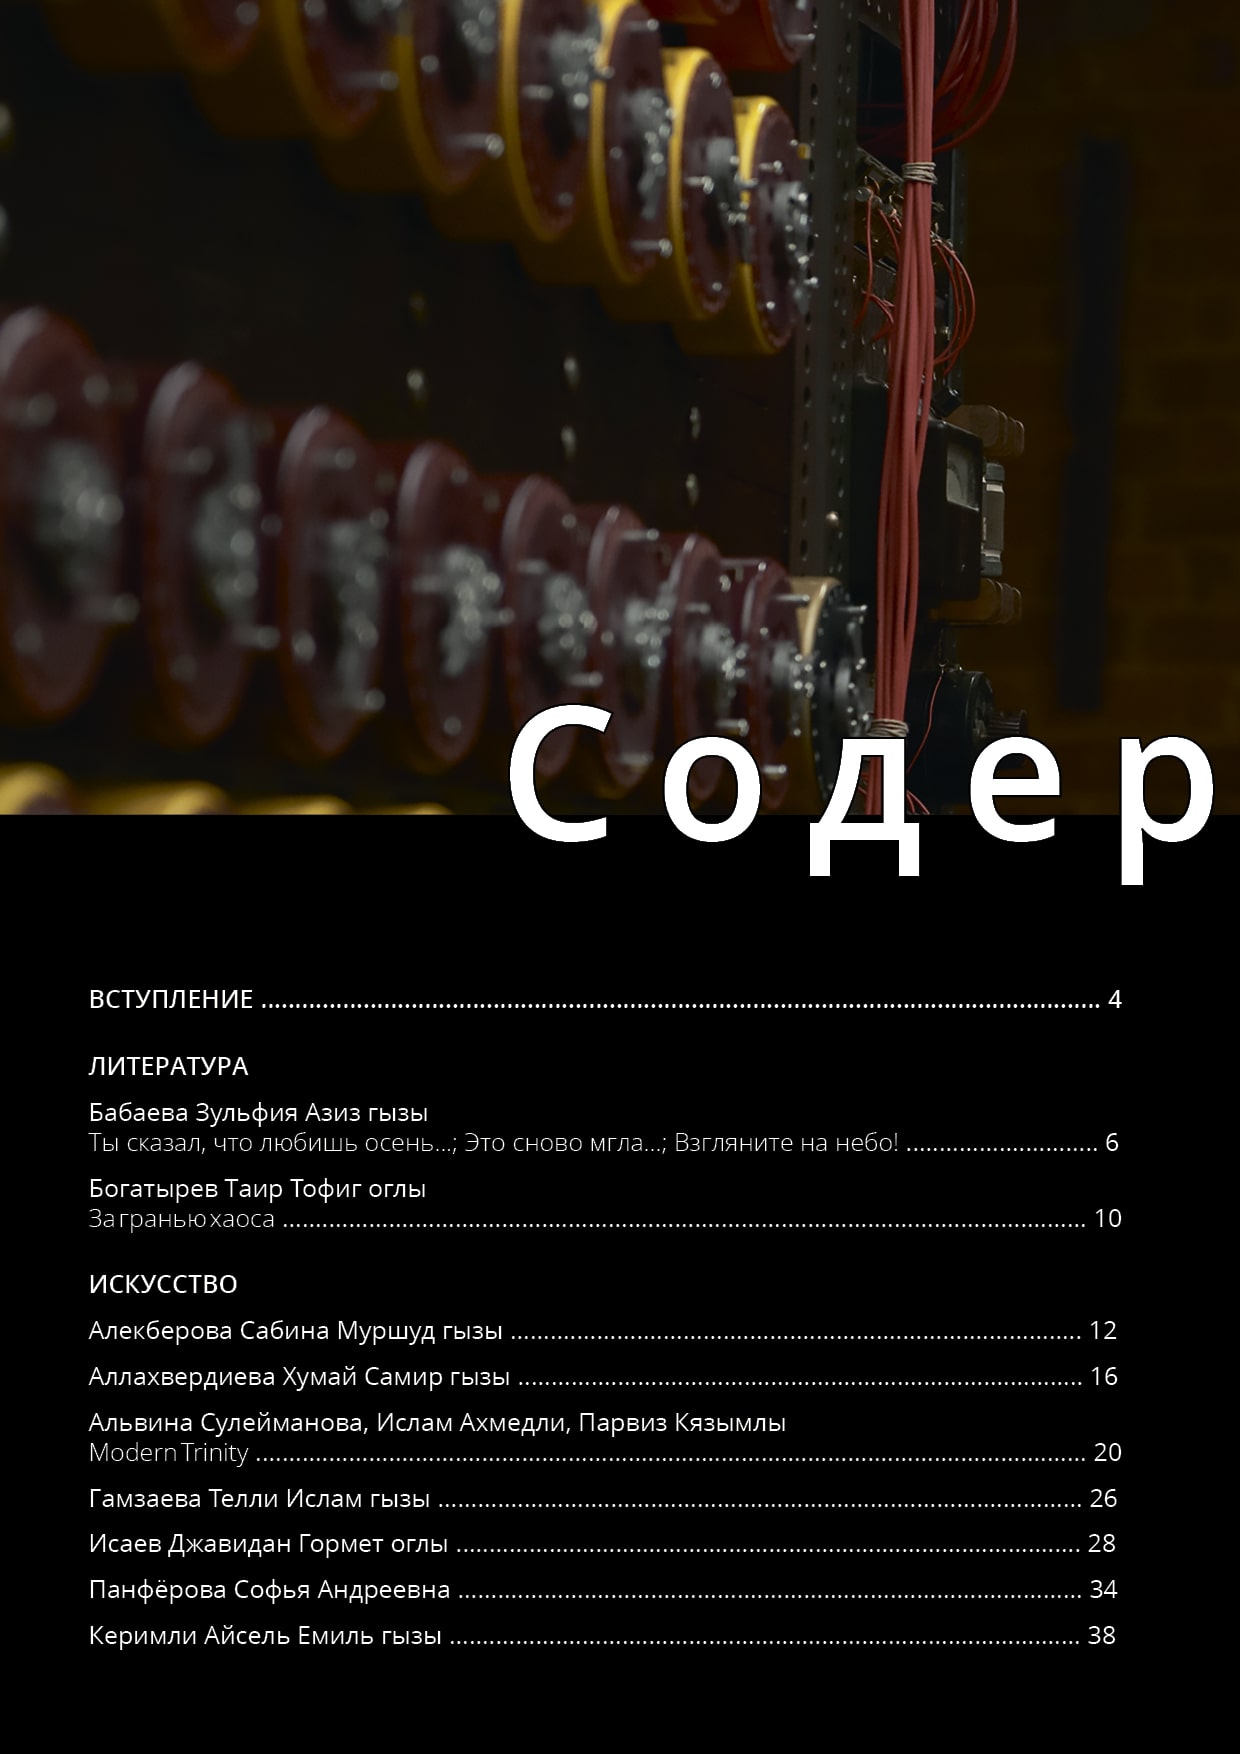 Содер
ВСТУПЛЕНИЕ ........................................................................................................................... 4
ЛИТЕРАТУРА
Бабаева Зульфия Азиз гызы
Ты сказал, что любишь осень...; Это сново мгла...; Взгляните на небо! ............................. 6
Богатырев Таир Тофиг оглы
За гранью хаоса ......................................................................................................................... 10
ИСКУССТВО
Алекберова Сабина Муршуд гызы ...................................................................................... 12
Аллахвердиева Хумай Самир гызы ..................................................................................... 16
Альвина Сулейманова, Ислам Ахмедли, Парвиз Кязымлы
Modern Trinity ............................................................................................................................ 20
Гамзаева Телли Ислам гызы ................................................................................................. 26
Исаев Джавидан Гормет оглы .............................................................................................. 28
Панфёрова Софья Андреевна .............................................................................................. 34
Керимли Айсель Емиль гызы ............................................................................................... 38